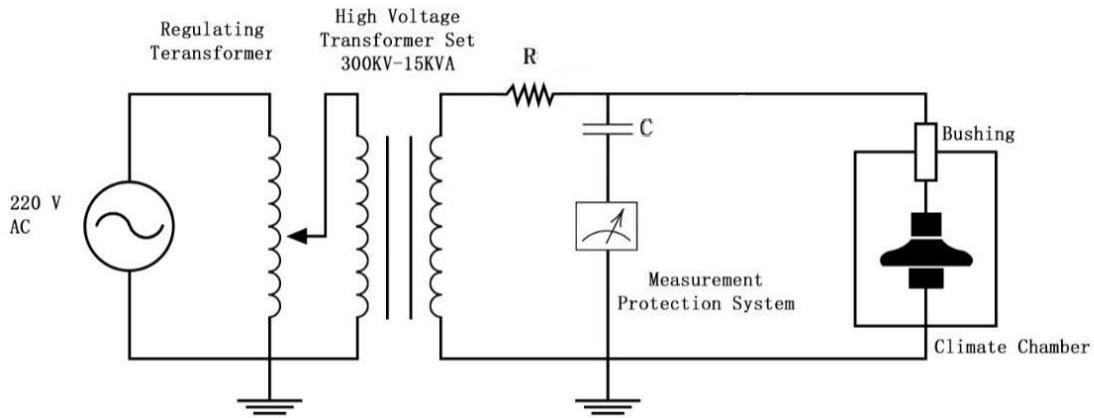 Regulating
Teransformer
High Voltage
Transformer Set
300KV-15KVA
R
C
Bushing
220 V
AC
Measurement
Protection System
Climate Chamber